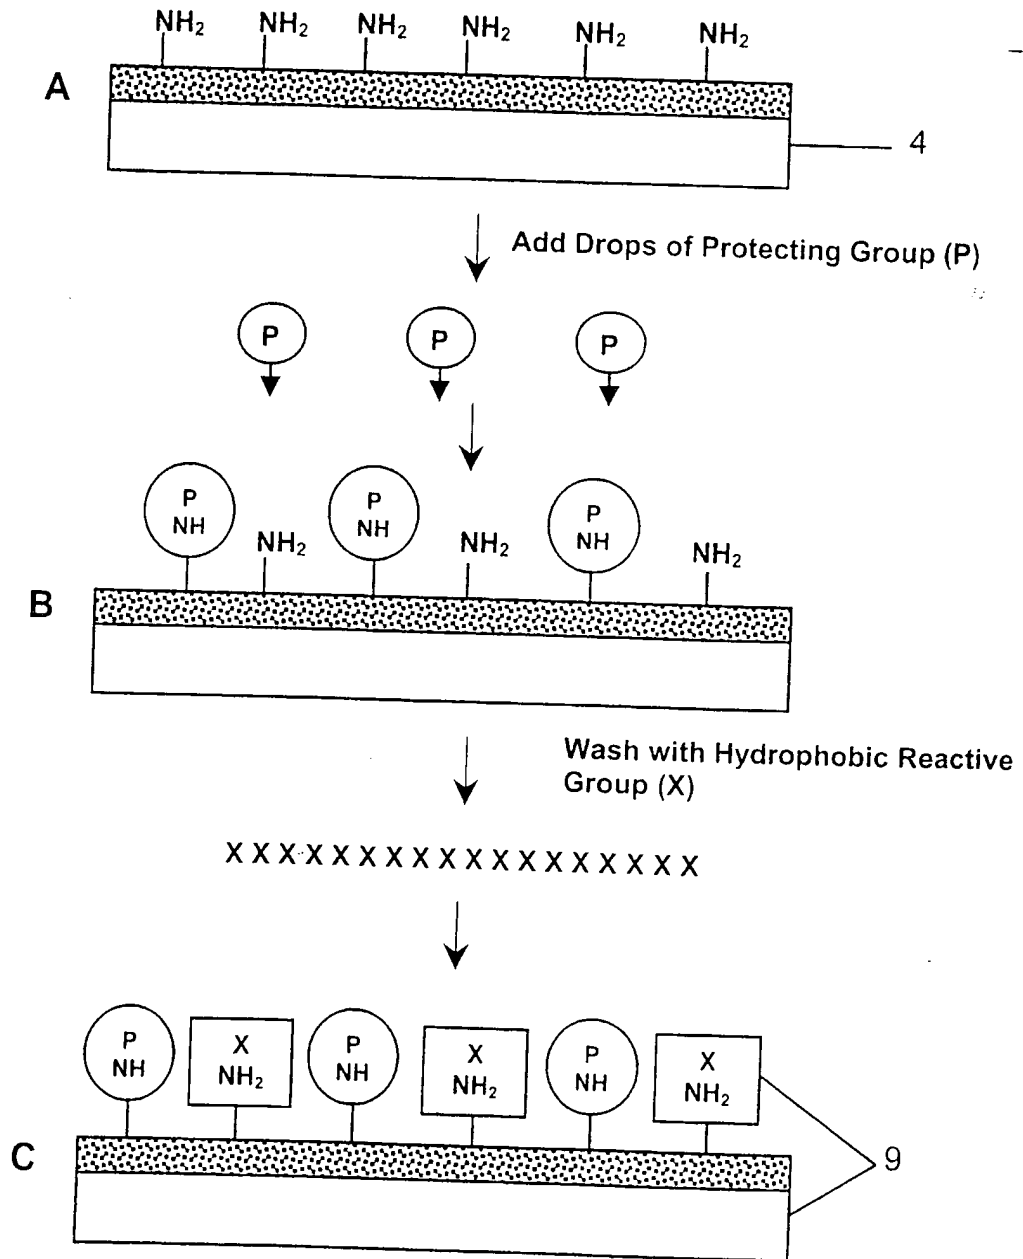 NH₂ NH₂ NH₂ NH₂ NH₂ NH₂
A
4
Add Drops of Protecting Group (P)
P P P
P P P
NH NH₂ NH NH₂ NH NH₂
B
Wash with Hydrophobic Reactive
Group (X)
X X X X X X X X X X X X X X X X X X
P X P X P X
NH NH₂ NH NH₂ NH NH₂
C
9